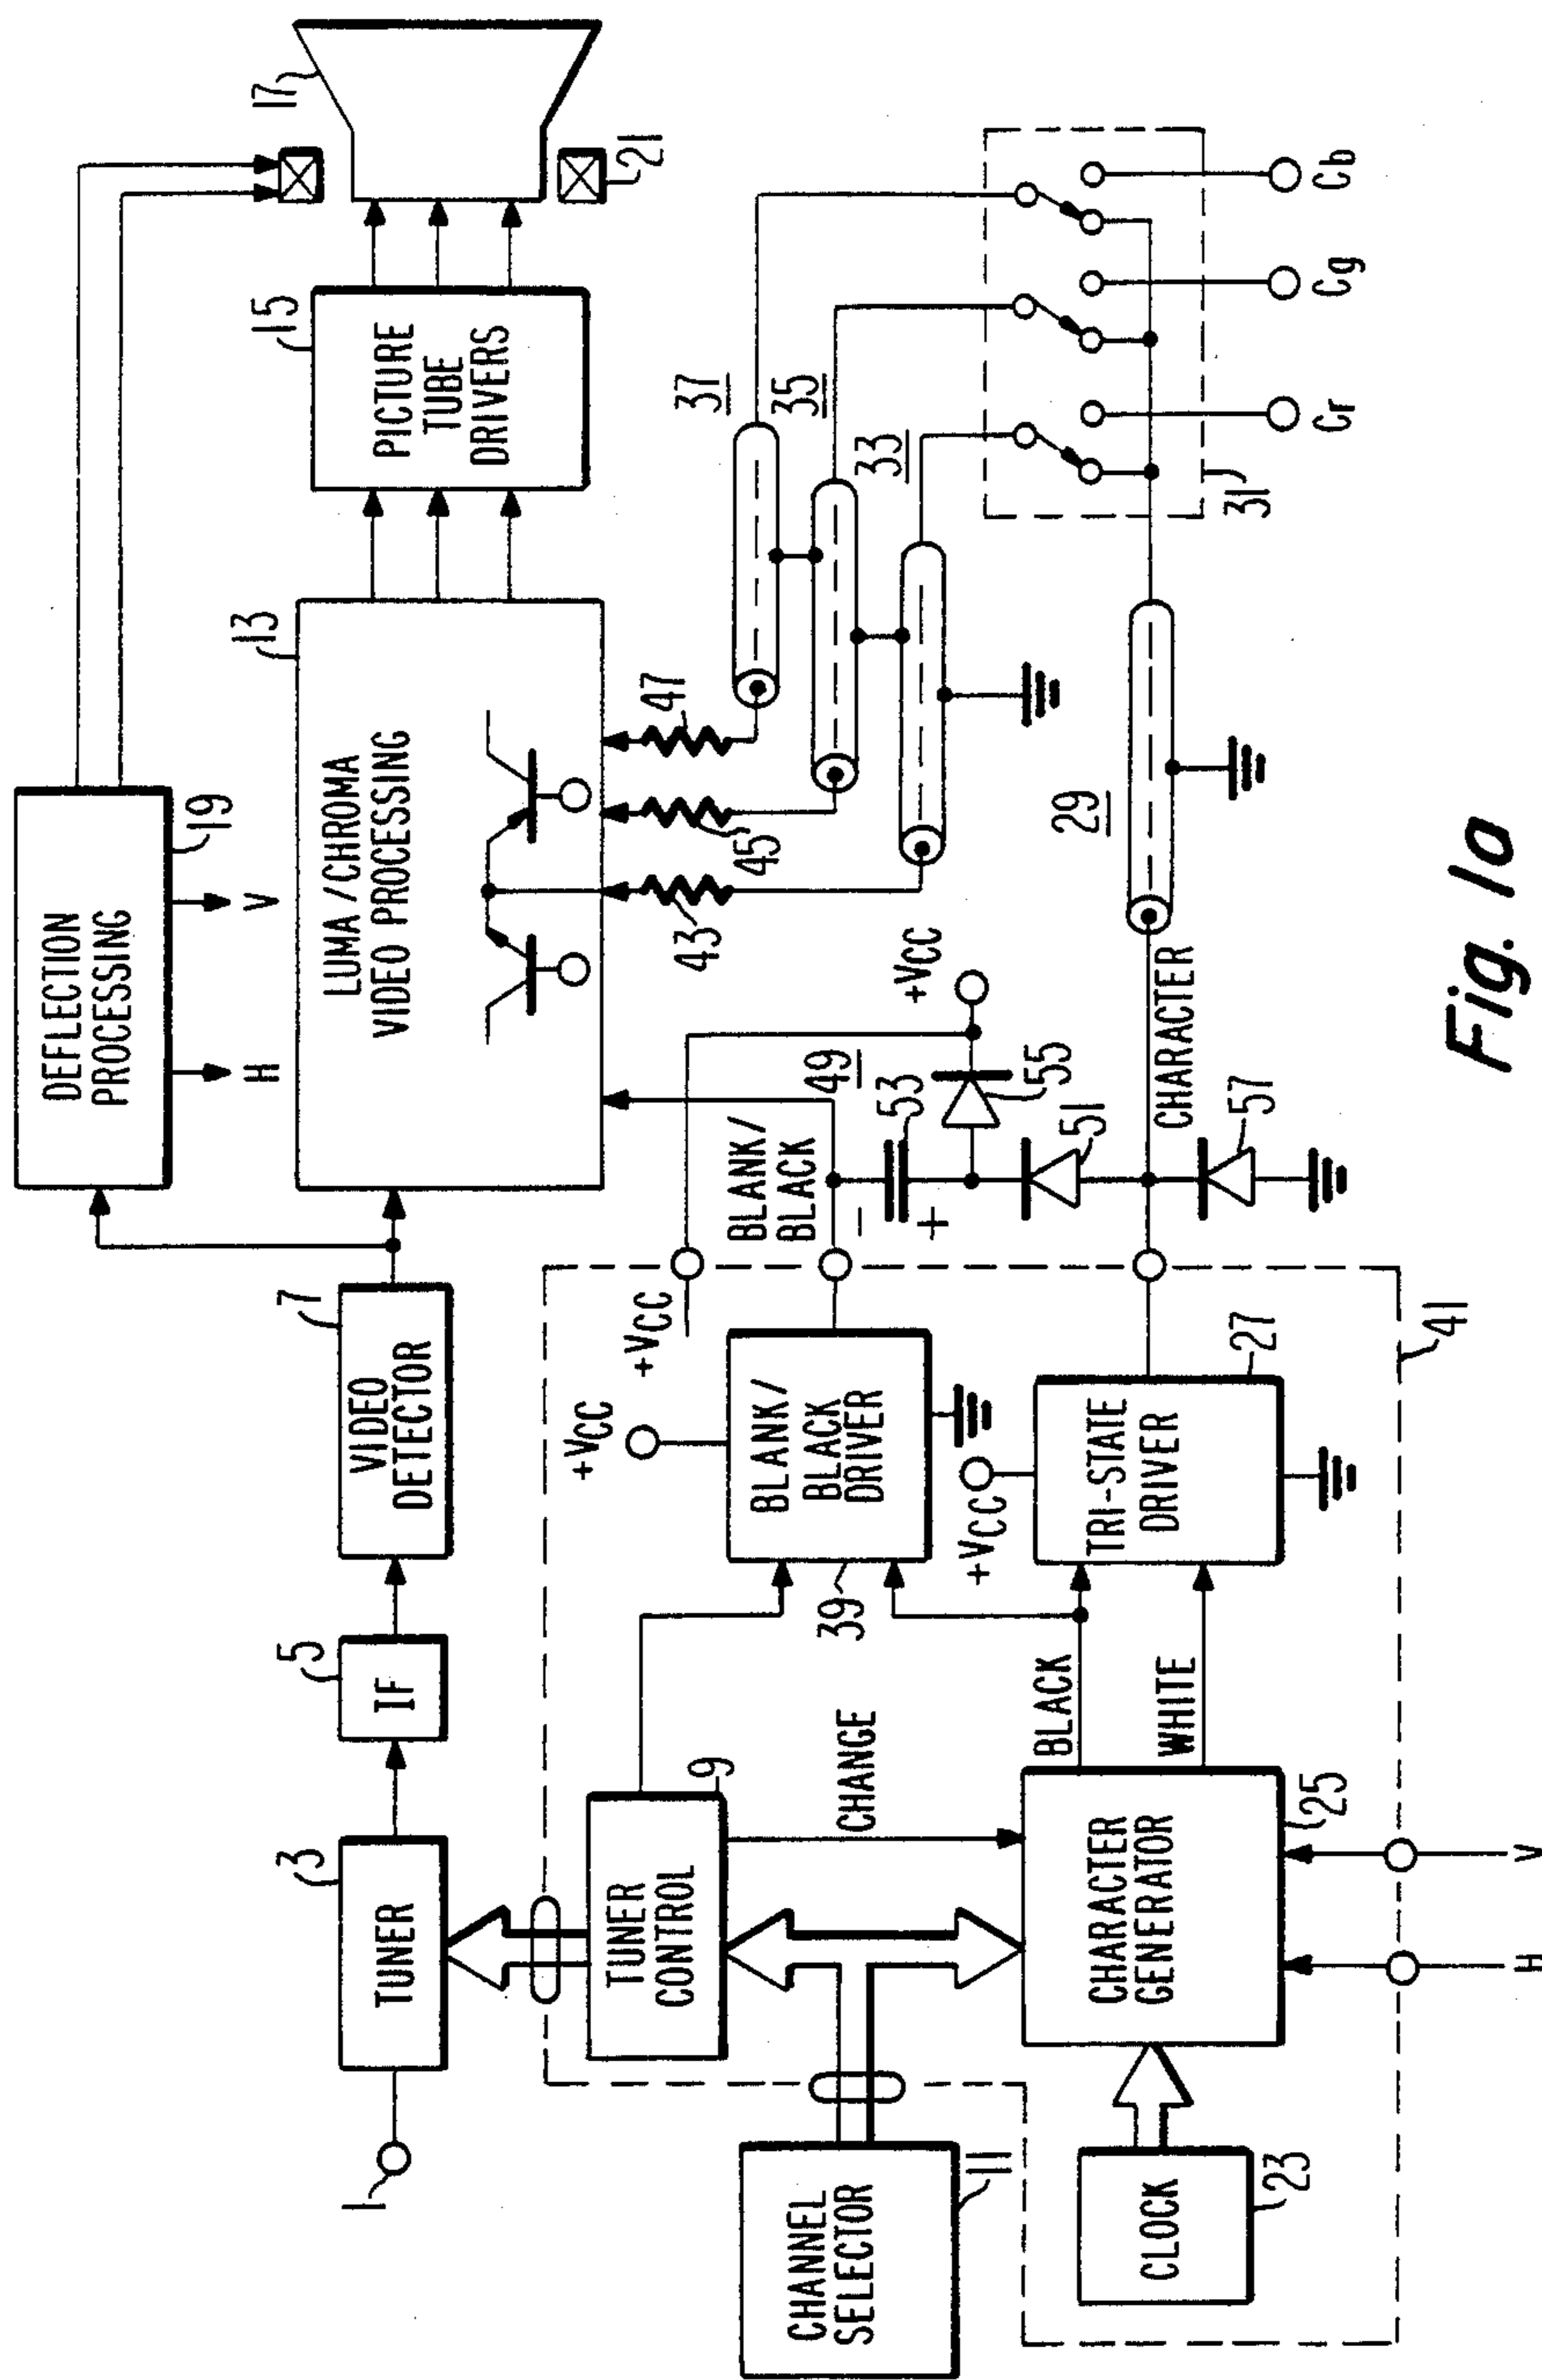 DEFLECTION
PROCESSING
19
H
V
17
21
1
TUNER
3
IF
5
VIDEO
DETECTOR
7
LUMA/CHROMA
VIDEO PROCESSING
13
PICTURE
TUBE
DRIVERS
15
43
45
47
37
35
33
TUNER
CONTROL
9
CHANGE
+VCC
+VCC
BLANK/
BLACK
DRIVER
39
BLANK/
BLACK
49
53
-
+
+VCC
55
51
57
CHANNEL
SELECTOR
11
CHARACTER
GENERATOR
25
BLACK
WHITE
+VCC
TRI-STATE
DRIVER
27
CHARACTER
29
31
Cr
Cg
Cb
CLOCK
23
H
V
41
Fig. 1a